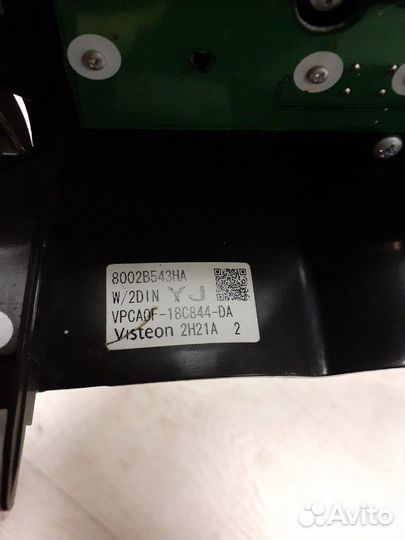 8002B543HA
W/2DIN YJ
VPCA0F-18C844-DA
Visteon 2H21A 2
Avito